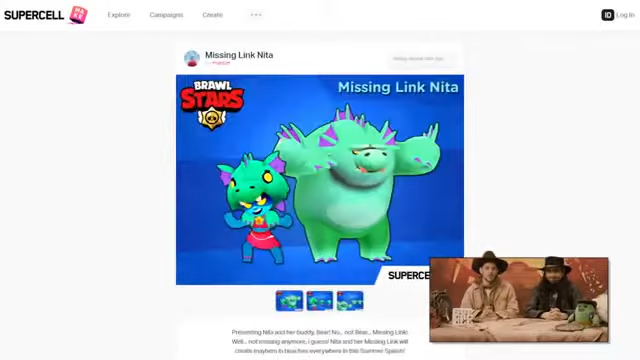 SUPERCELL MAKE
Explore
Campaigns
Create
ID Log In
Missing Link Nita
BRAWL
STARS
Missing Link Nita
SUPERCE
Presenting Nita and her buddy, Bear! No... not Bear... Missing Link!
Well... not missing anymore, I guess! Nita and her Missing Link will
create mayhem in beaches everywhere in this Summer Splash!